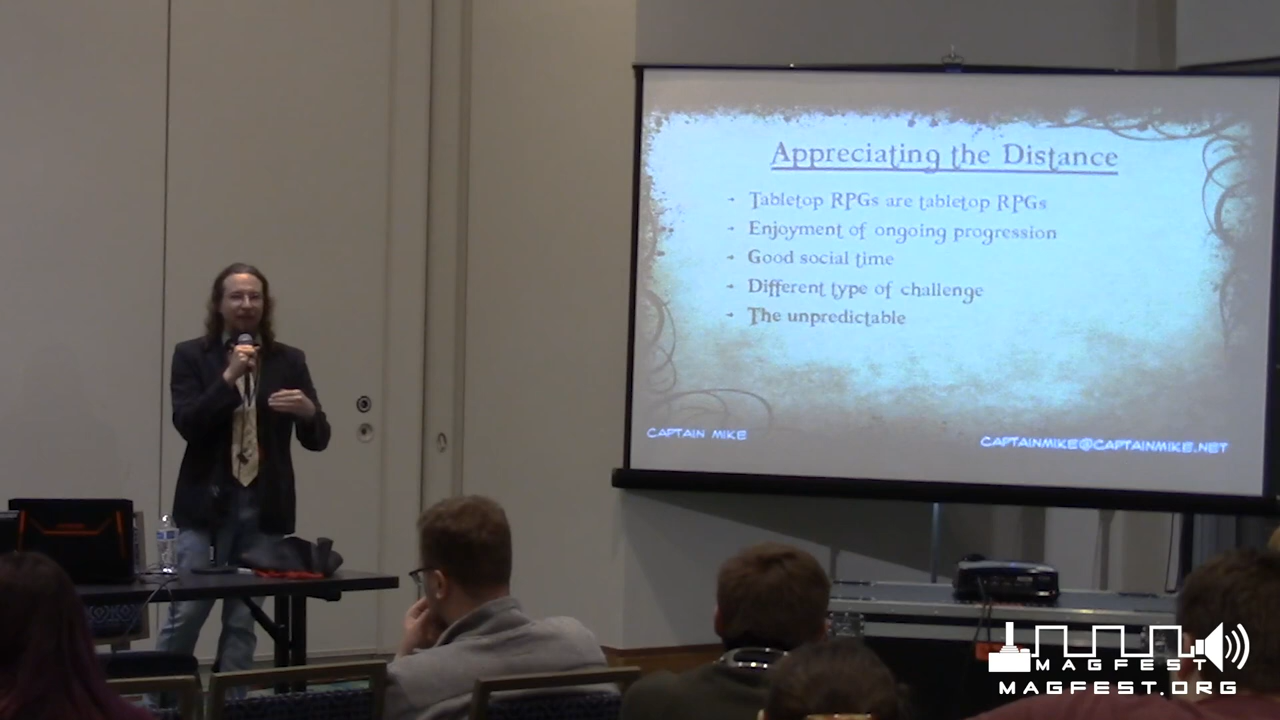 Appreciating the Distance
Tabletop RPGs are tabletop RPGs
Enjoyment of ongoing progression
Good social time
Different type of challenge
The unpredictable
CAPTAIN MIKE
CAPTAINMIKE@CAPTAINMIKE.NET
MAGFEST
MAGFEST.ORG